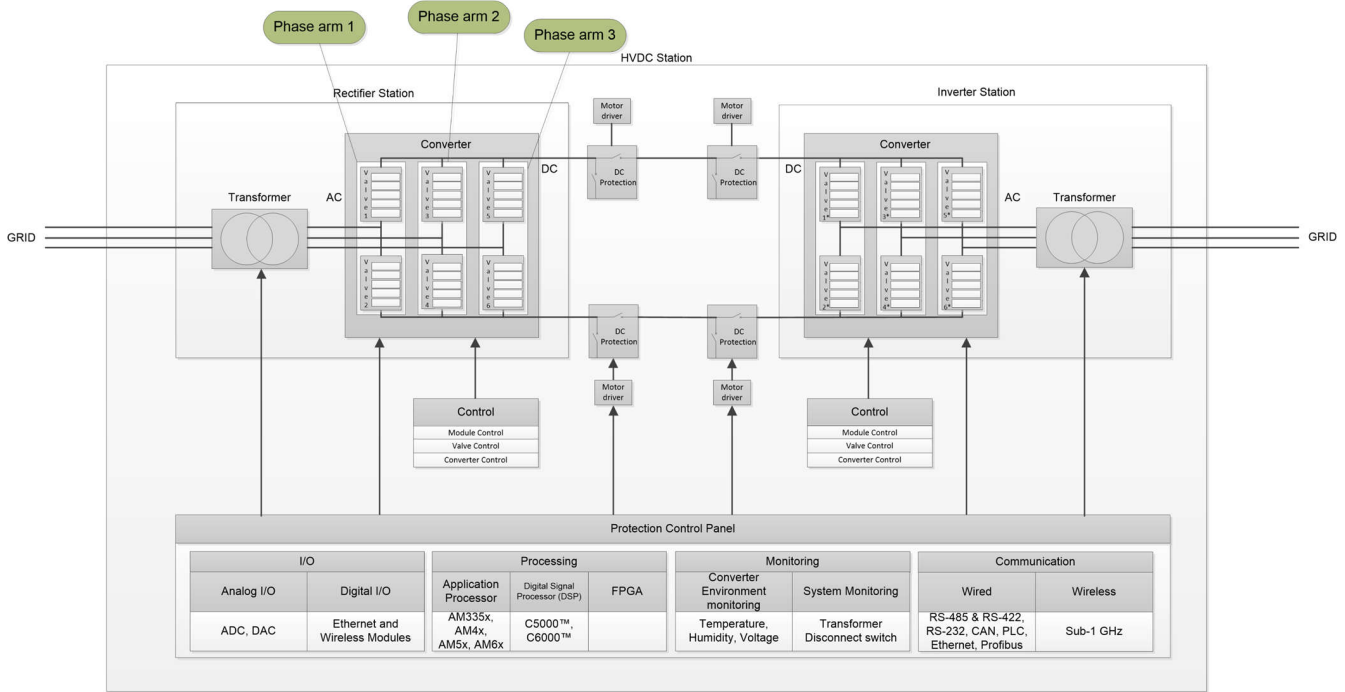 Phase arm 1
Phase arm 2
Phase arm 3
HVDC Station
Rectifier Station
Inverter Station
Motor
driver
Motor
driver
Converter
Converter
DC
DC
Protection
DC
Protection
DC
Transformer
AC
Valve
1
Valve
3
Valve
5
Valve
1*
Valve
3*
Valve
5*
AC
Transformer
GRID
GRID
Valve
2
Valve
4
Valve
6
Valve
2*
Valve
4*
Valve
6*
DC
Protection
DC
Protection
Motor
driver
Motor
driver
Control
Module Control
Valve Control
Converter Control
Control
Module Control
Valve Control
Converter Control
Protection Control Panel
I/O
Analog I/O
Digital I/O
ADC, DAC
Ethernet and
Wireless Modules
Processing
Application
Processor
Digital Signal
Processor (DSP)
FPGA
AM335x,
AM4x,
AM5x, AM6x
C5000™,
C6000™
Monitoring
Converter
Environment
monitoring
System Monitoring
Temperature,
Humidity, Voltage
Transformer
Disconnect switch
Communication
Wired
Wireless
RS-485 & RS-422,
RS-232, CAN, PLC,
Ethernet, Profibus
Sub-1 GHz